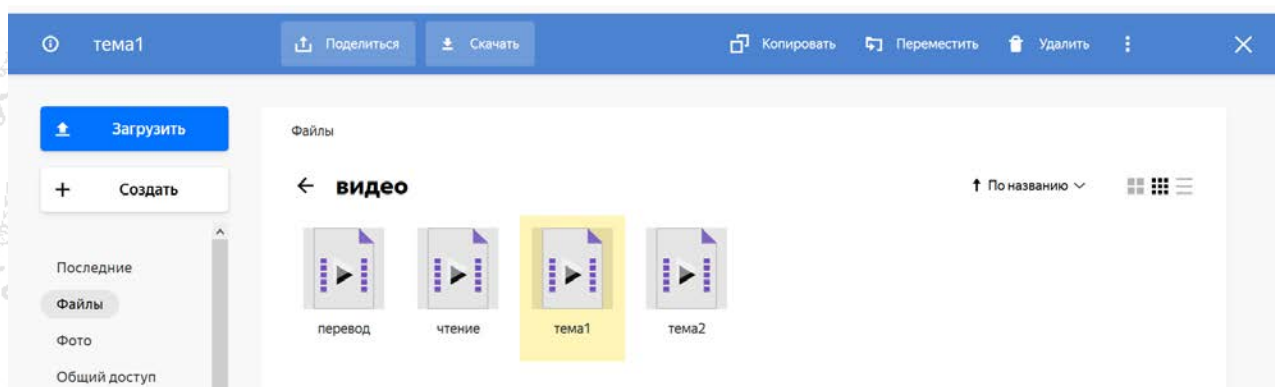 тема1 Поделиться Скачать Копировать Переместить Удалить
Загрузить
Файлы
+ Создать
← видео
↑ По названию
Последние
Файлы
Фото
Общий доступ
перевод чтение тема1 тема2